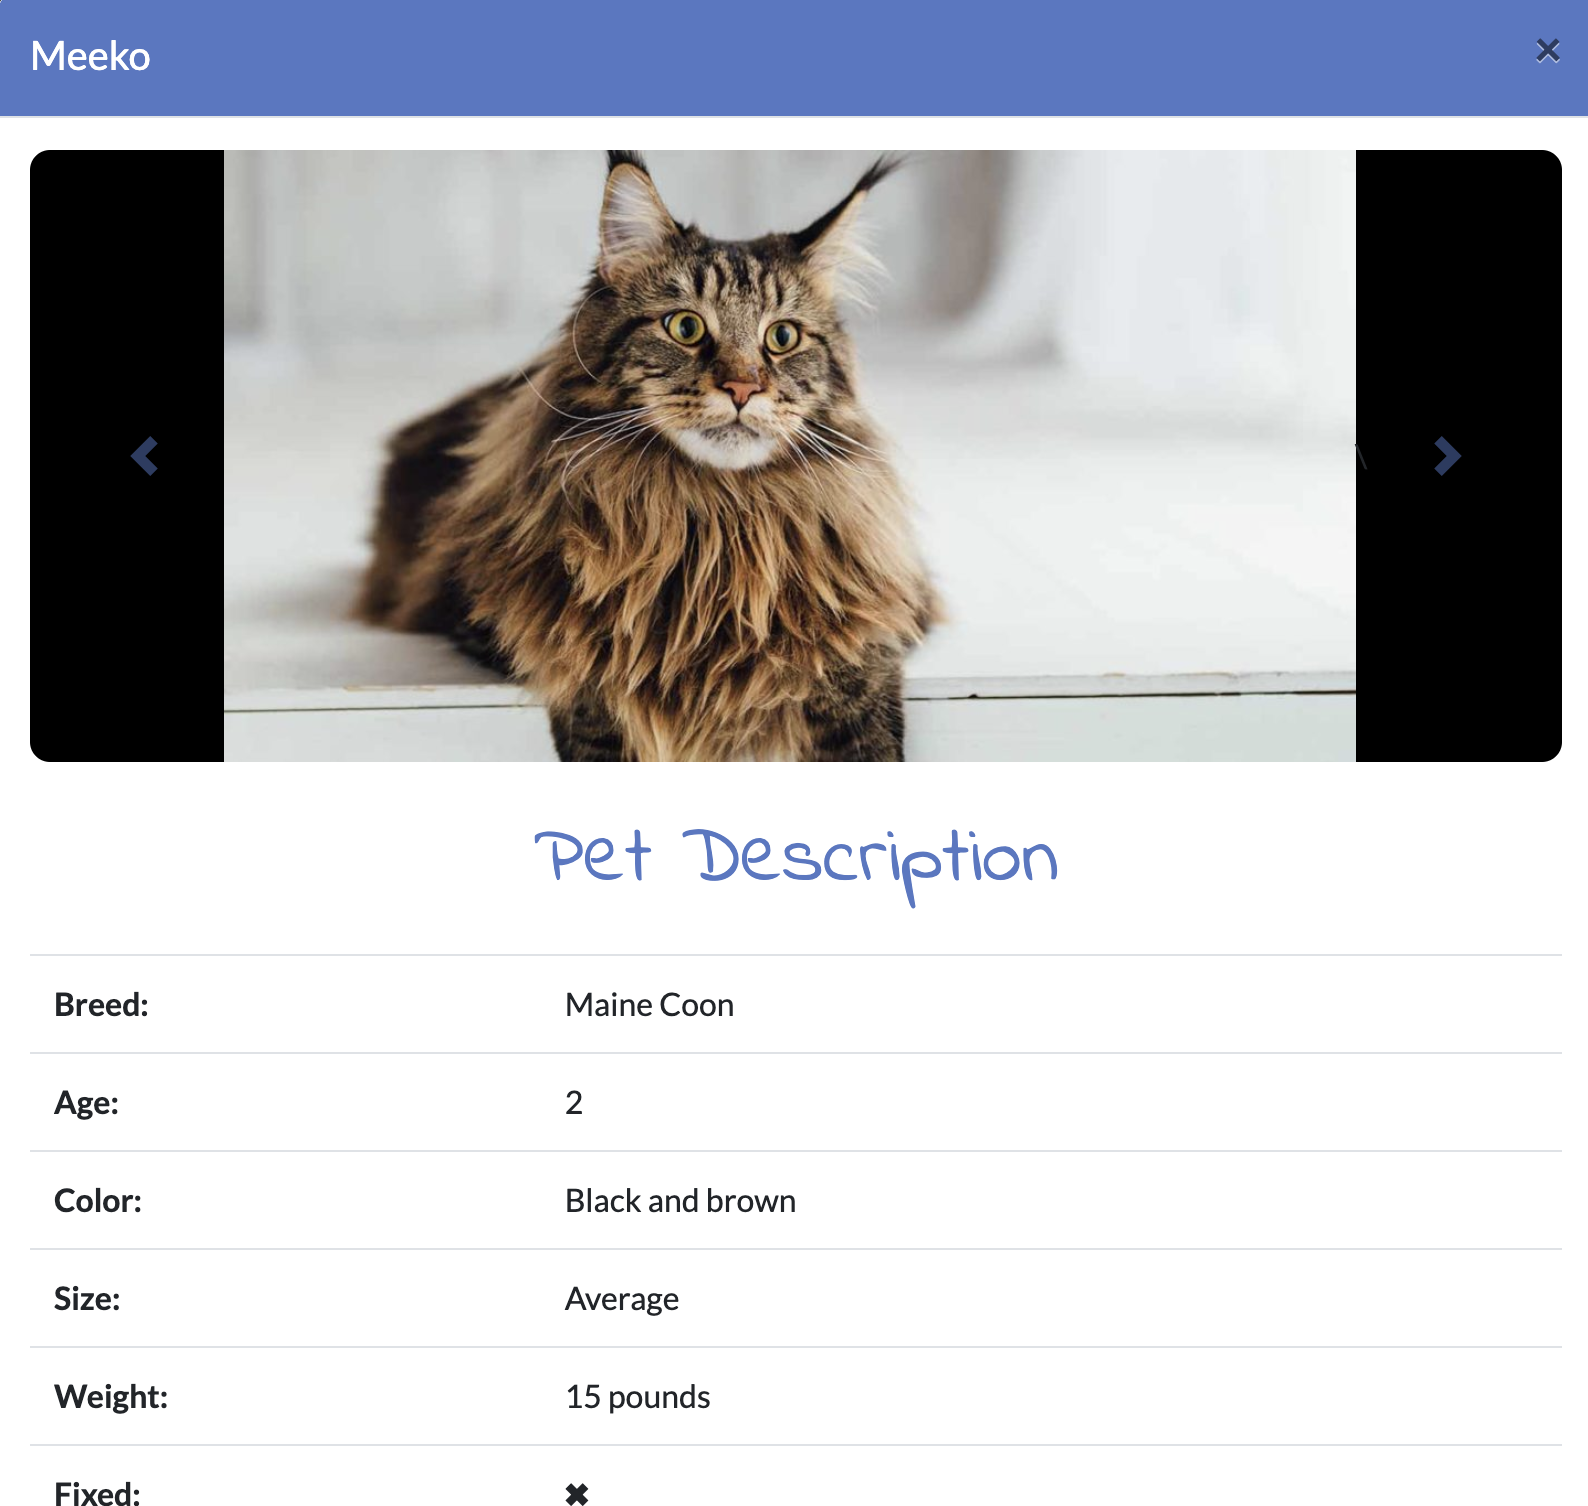 Meeko
Pet Description
Breed: Maine Coon
Age: 2
Color: Black and brown
Size: Average
Weight: 15 pounds
Fixed: ✖